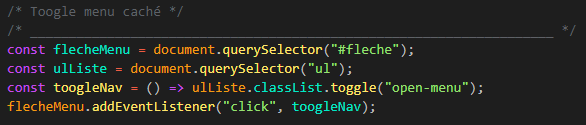 /* Toogle menu caché */
/* ______________________________________________________________________ */
const flecheMenu = document.querySelector("#fleche");
const ulListe = document.querySelector("ul");
const toogleNav = () => ulListe.classList.toggle("open-menu");
flecheMenu.addEventListener("click", toogleNav);